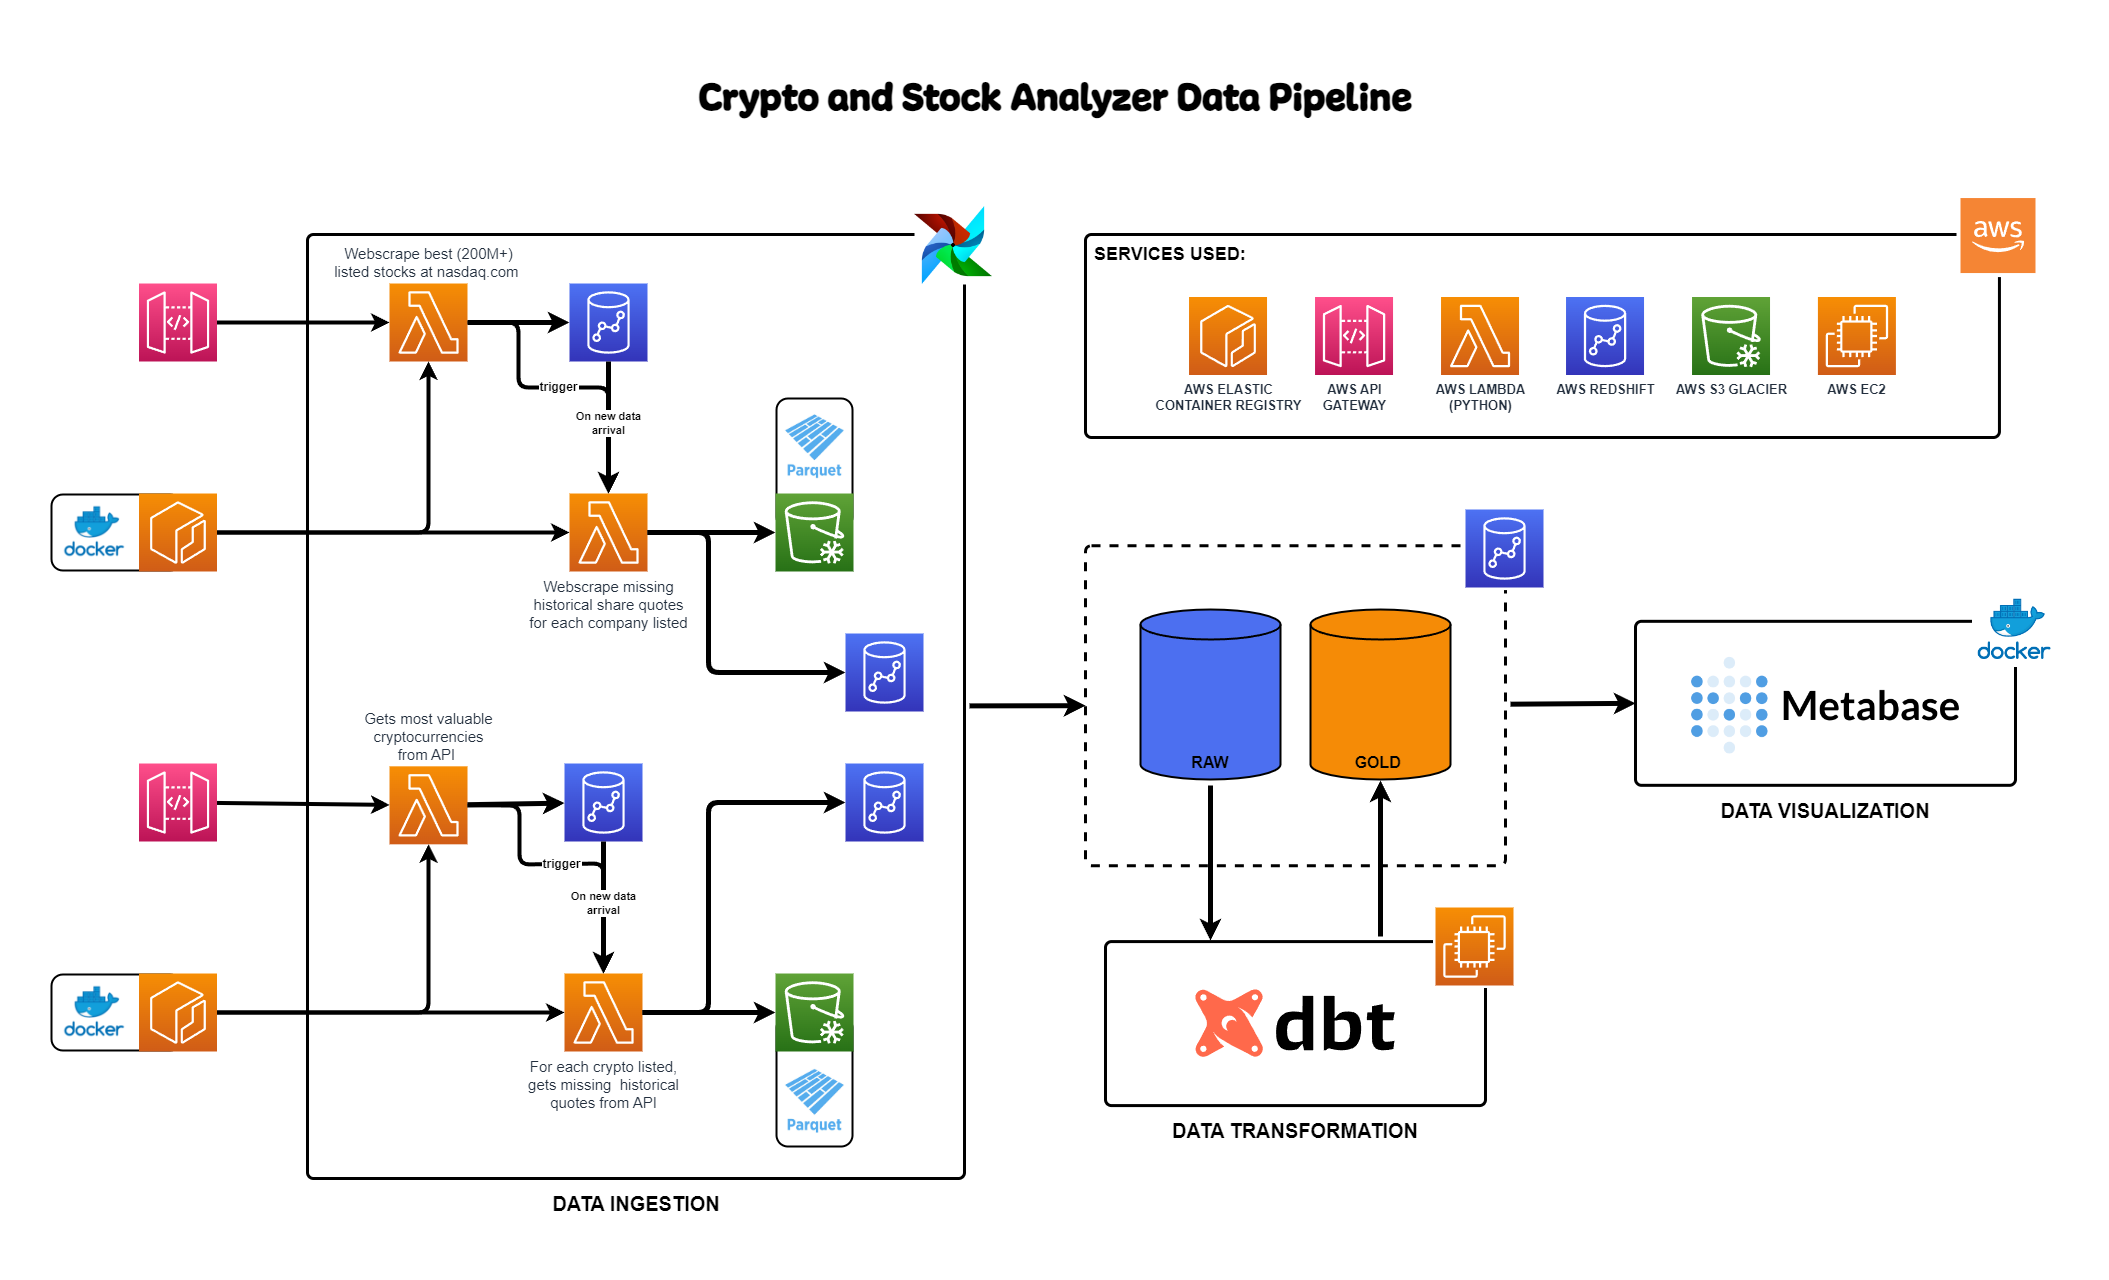 Crypto and Stock Analyzer Data Pipeline
Webscrape best (200M+)
listed stocks at nasdaq.com
trigger
On new data
arrival
Parquet
docker
Webscrape missing
historical share quotes
for each company listed
Gets most valuable
cryptocurrencies
from API
trigger
On new data
arrival
docker
For each crypto listed,
gets missing  historical
quotes from API
Parquet
DATA INGESTION
aws
SERVICES USED:
AWS ELASTIC
CONTAINER REGISTRY
AWS API
GATEWAY
AWS LAMBDA
(PYTHON)
AWS REDSHIFT
AWS S3 GLACIER
AWS EC2
RAW
GOLD
docker
Metabase
DATA VISUALIZATION
dbt
DATA TRANSFORMATION